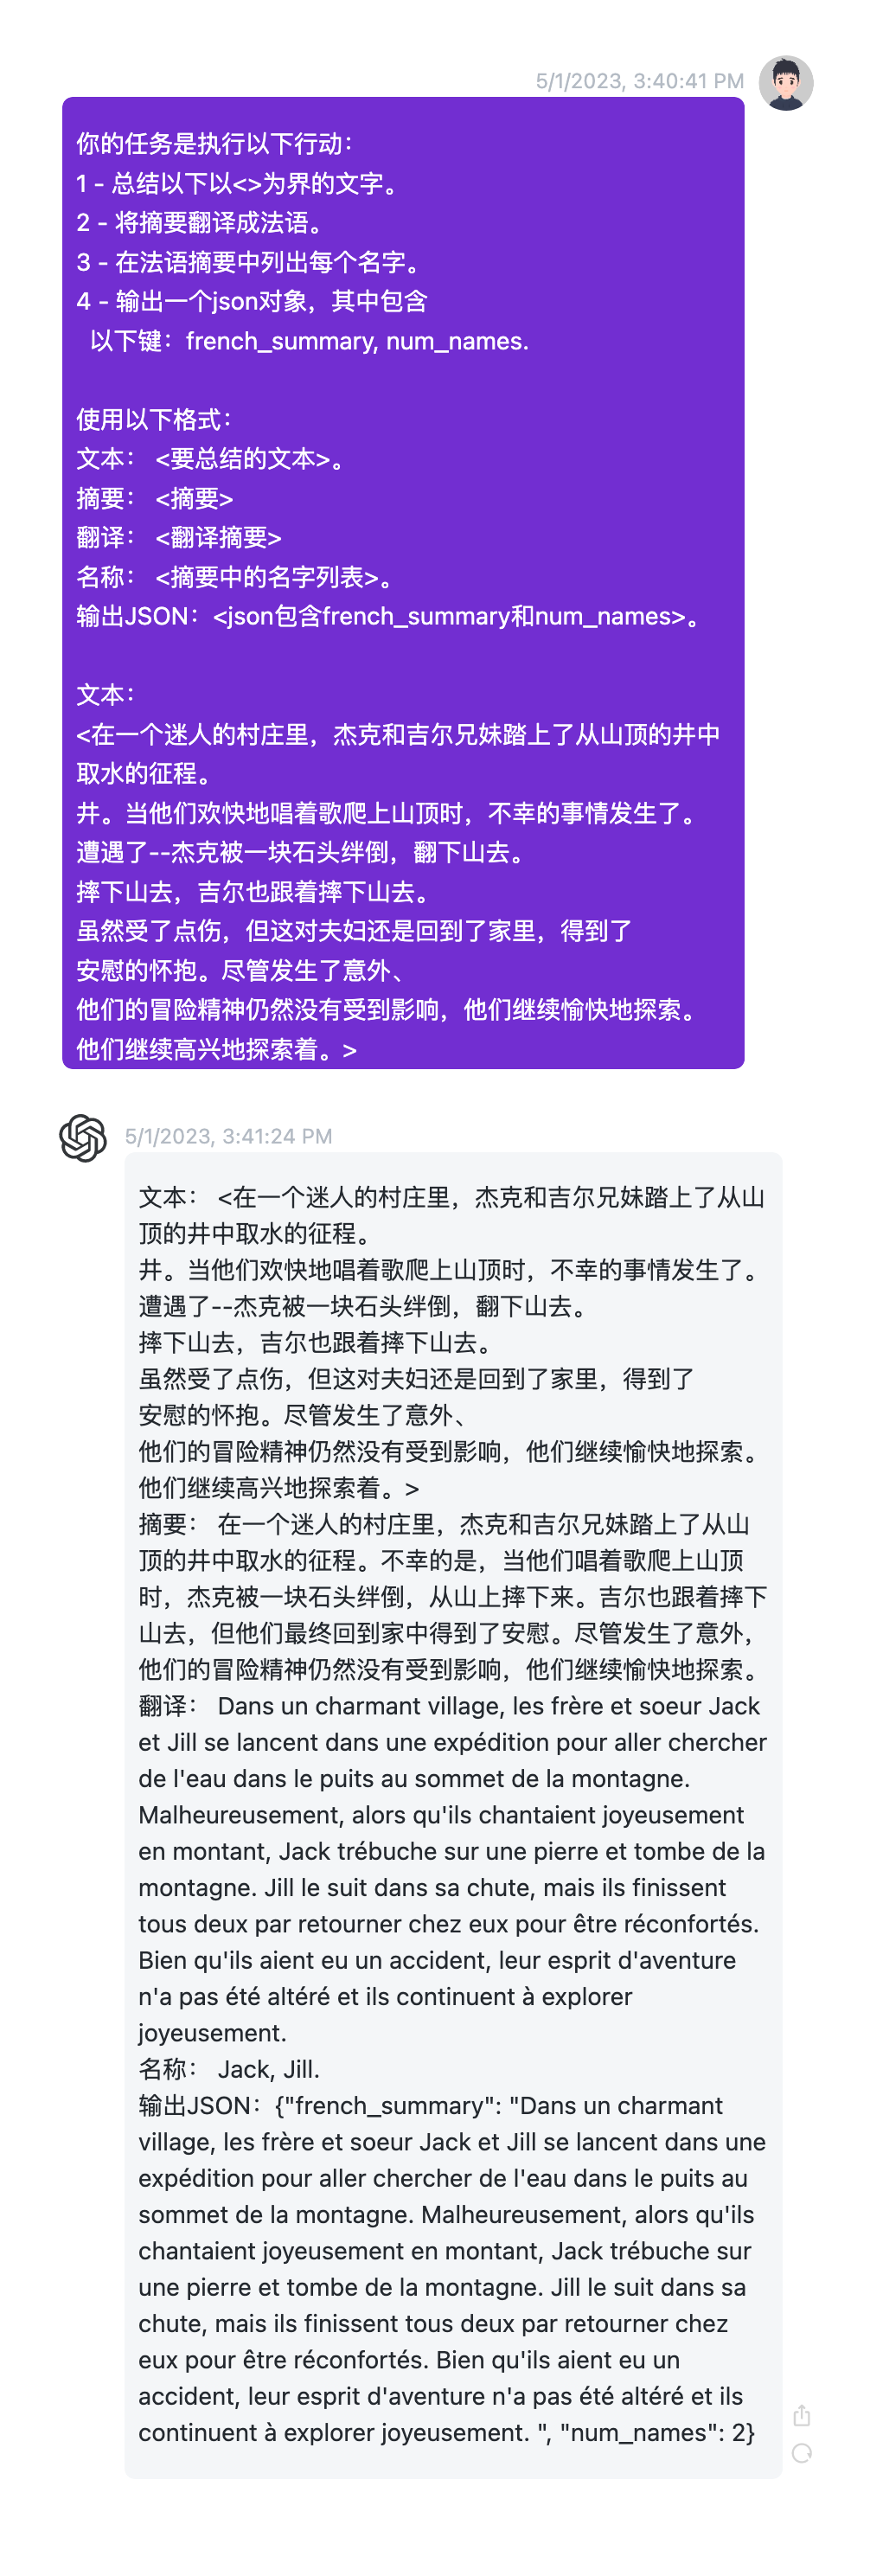 5/1/2023, 3:40:41 PM
你的任务是执行以下行动：
1 - 总结以下以<>为界的文字。
2 - 将摘要翻译成法语。
3 - 在法语摘要中列出每个名字。
4 - 输出一个json对象，其中包含
以下键：french_summary, num_names.
使用以下格式：
文本： <要总结的文本>。
摘要： <摘要>
翻译： <翻译摘要>
名称： <摘要中的名字列表>。
输出JSON：<json包含french_summary和num_names>。
文本：
<在一个迷人的村庄里，杰克和吉尔兄妹踏上了从山顶的井中
取水的征程。
井。当他们欢快地唱着歌爬上山顶时，不幸的事情发生了。
遭遇了--杰克被一块石头绊倒，翻下山去。
摔下山去，吉尔也跟着摔下山去。
虽然受了点伤，但这对夫妇还是回到了家里，得到了
安慰的怀抱。尽管发生了意外、
他们的冒险精神仍然没有受到影响，他们继续愉快地探索。
他们继续高兴地探索着。>
5/1/2023, 3:41:24 PM
文本： <在一个迷人的村庄里，杰克和吉尔兄妹踏上了从山
顶的井中取水的征程。
井。当他们欢快地唱着歌爬上山顶时，不幸的事情发生了。
遭遇了--杰克被一块石头绊倒，翻下山去。
摔下山去，吉尔也跟着摔下山去。
虽然受了点伤，但这对夫妇还是回到了家里，得到了
安慰的怀抱。尽管发生了意外、
他们的冒险精神仍然没有受到影响，他们继续愉快地探索。
他们继续高兴地探索着。>
摘要： 在一个迷人的村庄里，杰克和吉尔兄妹踏上了从山
顶的井中取水的征程。不幸的是，当他们唱着歌爬上山顶
时，杰克被一块石头绊倒，从山上摔下来。吉尔也跟着摔下
山去，但他们最终回到家中得到了安慰。尽管发生了意外，
他们的冒险精神仍然没有受到影响，他们继续愉快地探索。
翻译： Dans un charmant village, les frère et soeur Jack
et Jill se lancent dans une expédition pour aller chercher
de l'eau dans le puits au sommet de la montagne.
Malheureusement, alors qu'ils chantaient joyeusement
en montant, Jack trébuche sur une pierre et tombe de la
montagne. Jill le suit dans sa chute, mais ils finissent
tous deux par retourner chez eux pour être réconfortés.
Bien qu'ils aient eu un accident, leur esprit d'aventure
n'a pas été altéré et ils continuent à explorer
joyeusement.
名称： Jack, Jill.
输出JSON：{"french_summary": "Dans un charmant
village, les frère et soeur Jack et Jill se lancent dans une
expédition pour aller chercher de l'eau dans le puits au
sommet de la montagne. Malheureusement, alors qu'ils
chantaient joyeusement en montant, Jack trébuche sur
une pierre et tombe de la montagne. Jill le suit dans sa
chute, mais ils finissent tous deux par retourner chez
eux pour être réconfortés. Bien qu'ils aient eu un
accident, leur esprit d'aventure n'a pas été altéré et ils
continuent à explorer joyeusement. ", "num_names": 2}